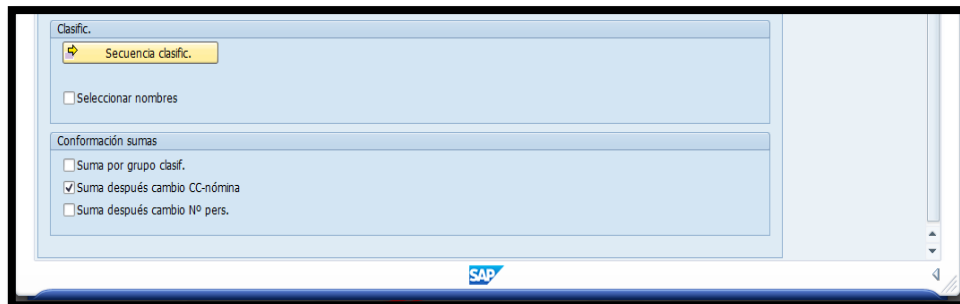 Clasific.
Secuencia clasific.
Seleccionar nombres
Conformación sumas
Suma por grupo clasif.
Suma después cambio CC-nómina
Suma después cambio Nº pers.
SAP